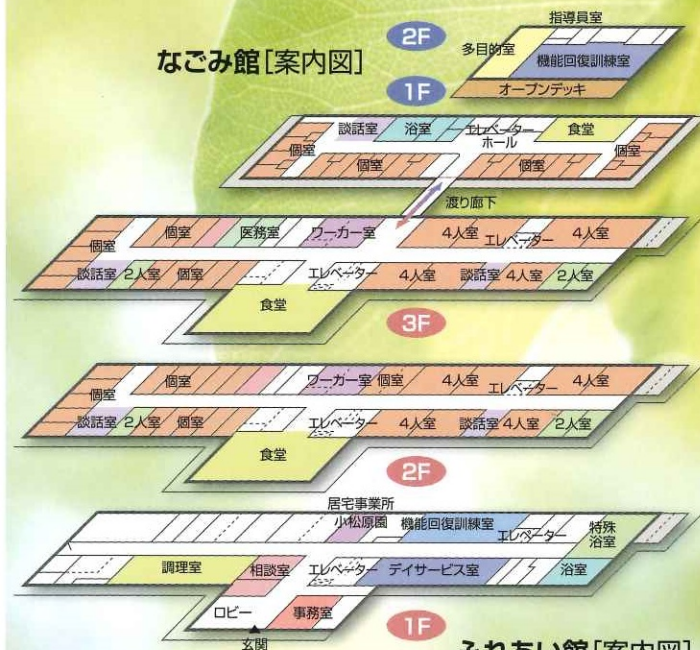 指導員室
2F
多目的室
機能回復訓練室
なごみ館[案内図]
1F
オープンデッキ
談話室
浴室
エレベーター
ホール
食堂
個室
個室
個室
個室
渡り廊下
個室
個室
医務室
ワーカー室
4人室
エレベーター
4人室
談話室
2人室
個室
エレベーター
4人室
談話室
4人室
2人室
食堂
3F
個室
個室
ワーカー室
個室
4人室
エレベーター
4人室
談話室
2人室
個室
エレベーター
4人室
談話室
4人室
2人室
食堂
2F
居宅事業所
小松原園
機能回復訓練室
エレベーター
特殊
浴室
調理室
相談室
エレベーター
デイサービス室
浴室
ロビー
事務室
1F
玄関
ふれあい館[案内図]